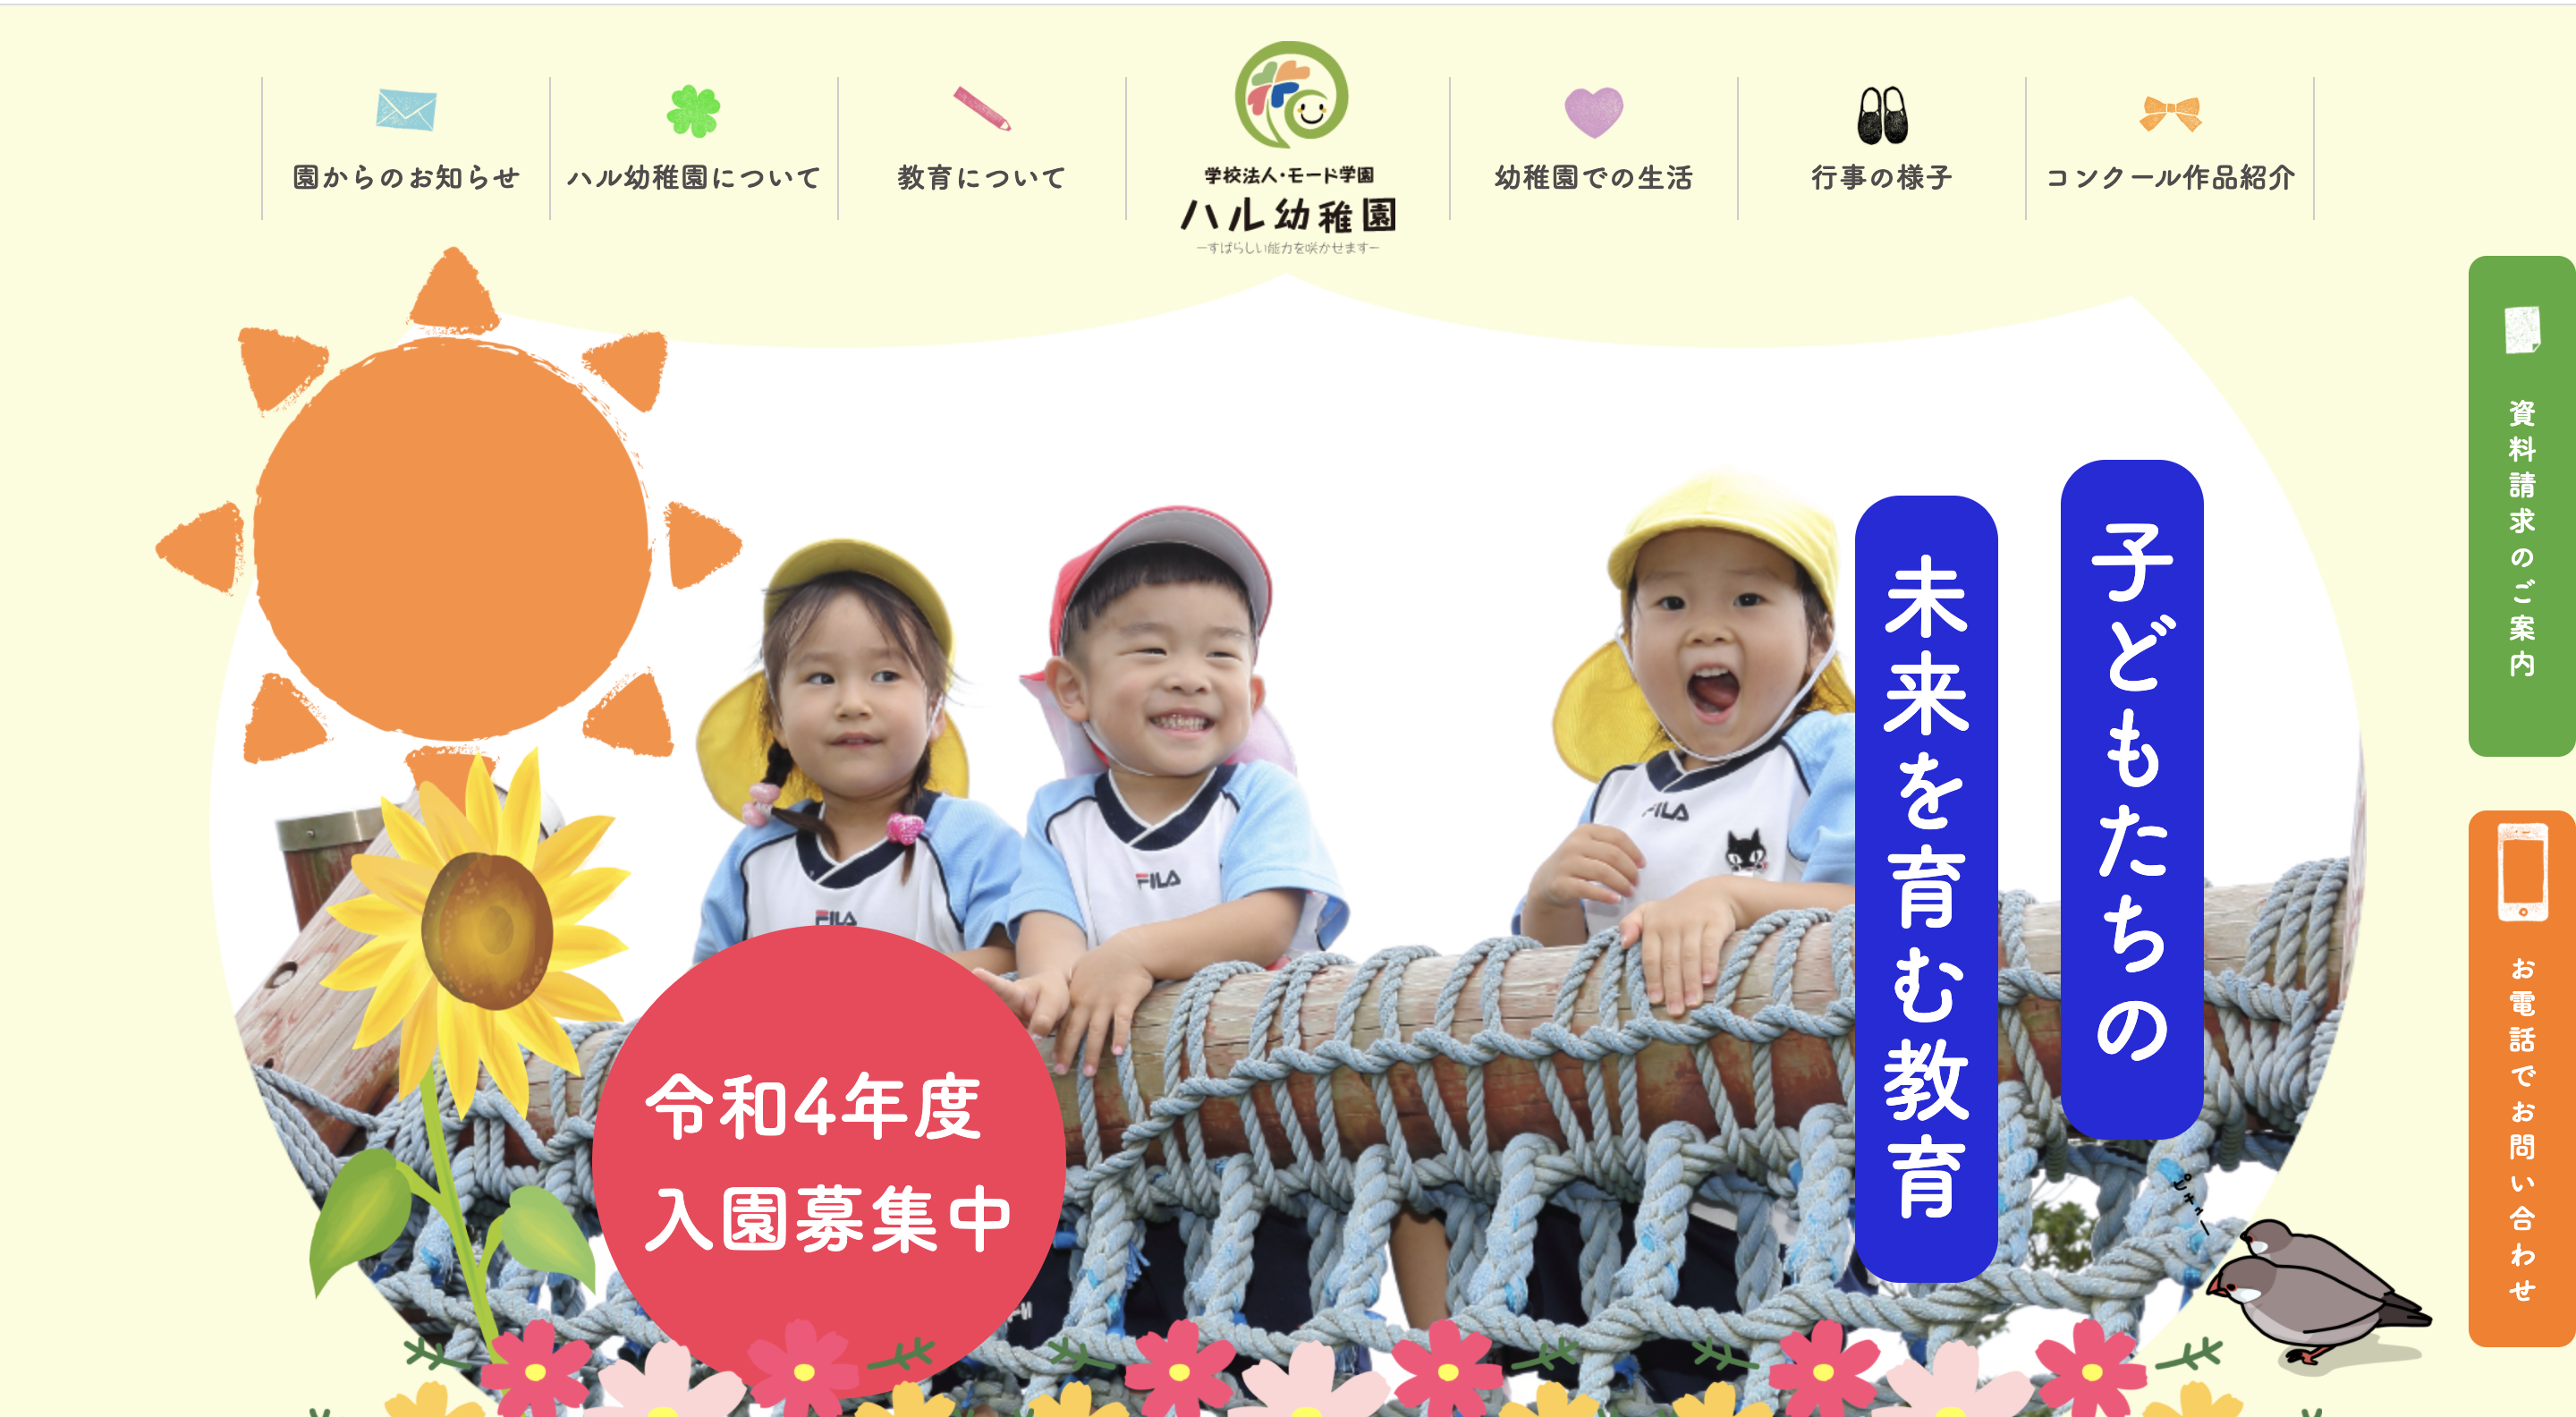 園からのお知らせ
ハル幼稚園について
教育について
学校法人・モード学園
ハル幼稚園
―すばらしい能力を咲かせます―
幼稚園での生活
行事の様子
コンクール作品紹介
資料請求のご案内
子どもたちの
未来を育む教育
FILA
FILA
FILA
令和4年度
入園募集中
ピチュー
お電話でお問い合わせ